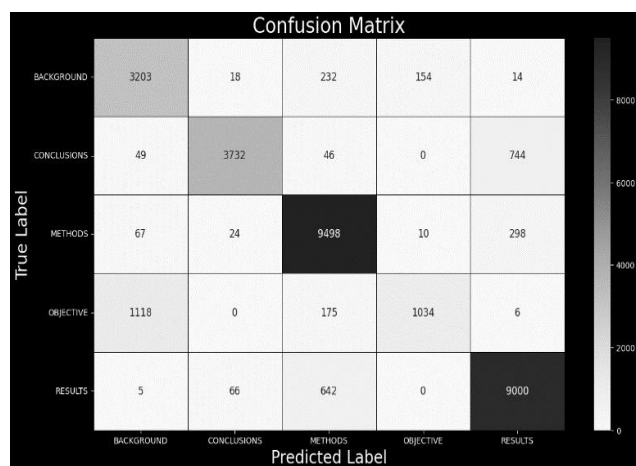 Confusion Matrix
True Label
BACKGROUND 3203 18 232 154 14
CONCLUSIONS 49 3732 46 0 744
METHODS 67 24 9498 10 298
OBJECTIVE 1118 0 175 1034 6
RESULTS 5 66 642 0 9000
BACKGROUND CONCLUSIONS METHODS OBJECTIVE RESULTS
Predicted Label
8000
6000
4000
2000
0